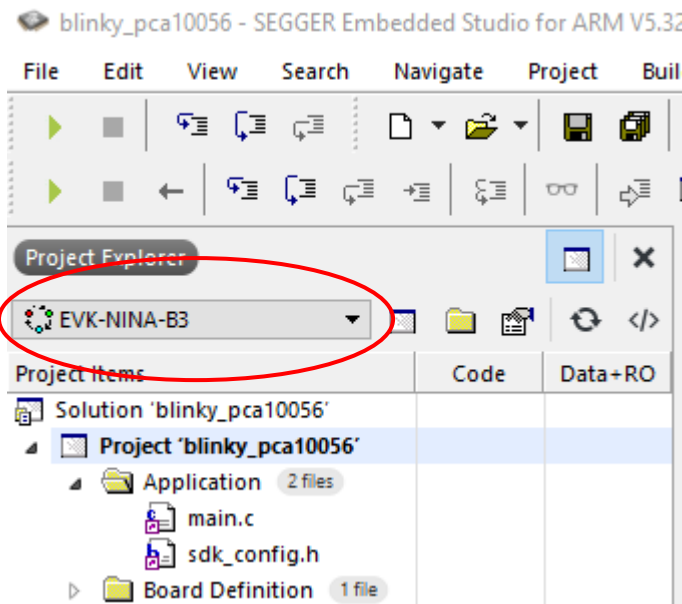 blinky_pca10056 - SEGGER Embedded Studio for ARM V5.32
File Edit View Search Navigate Project Buil
Project Explorer
EVK-NINA-B3
Project Items Code Data+RO
Solution 'blinky_pca10056'
Project 'blinky_pca10056'
Application 2 files
main.c
sdk_config.h
Board Definition 1 file